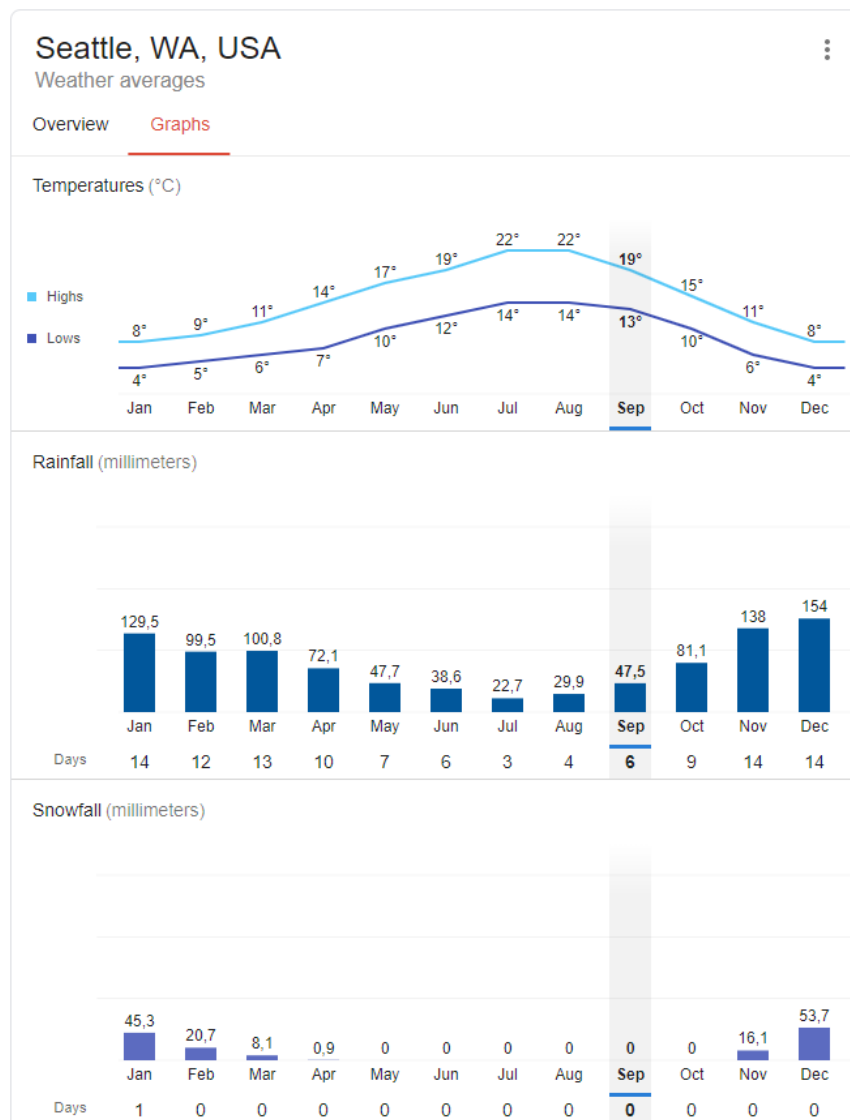 Seattle, WA, USA
Weather averages
Overview Graphs
Temperatures (°C)
22° 22°
19° 19°
17°
14° 15°
Highs
11° 11°
8° 9° 8°
Lows
14° 14° 13°
12°
10° 10°
7°
6° 6°
4° 5° 4°
Jan Feb Mar Apr May Jun Jul Aug Sep Oct Nov Dec
Rainfall (millimeters)
129,5 99,5 100,8 72,1 47,7 38,6 22,7 29,9 47,5 81,1 138 154
Jan Feb Mar Apr May Jun Jul Aug Sep Oct Nov Dec
Days 14 12 13 10 7 6 3 4 6 9 14 14
Snowfall (millimeters)
45,3 20,7 8,1 0,9 0 0 0 0 0 0 16,1 53,7
Jan Feb Mar Apr May Jun Jul Aug Sep Oct Nov Dec
Days 1 0 0 0 0 0 0 0 0 0 0 0